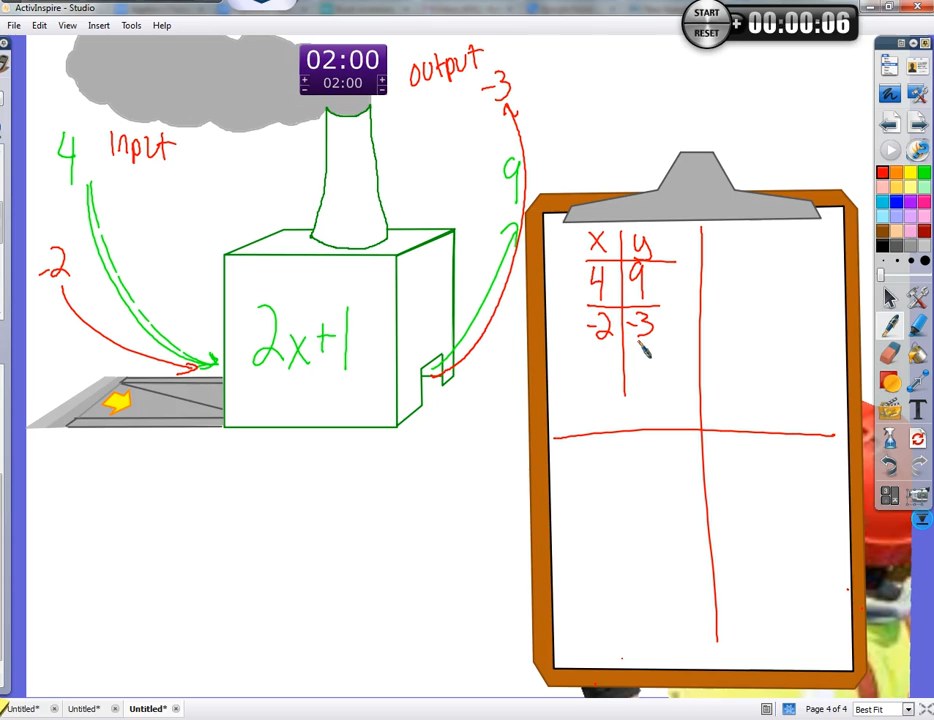 ActivInspire - Studio
File Edit View Insert Tools Help
START
RESET
00:00:06
02:00
02:00
output
-3
4
Input
9
-2
2x+1
x y
4 9
-2 -3
Untitled* Untitled* Untitled*
Page 4 of 4 Best Fit